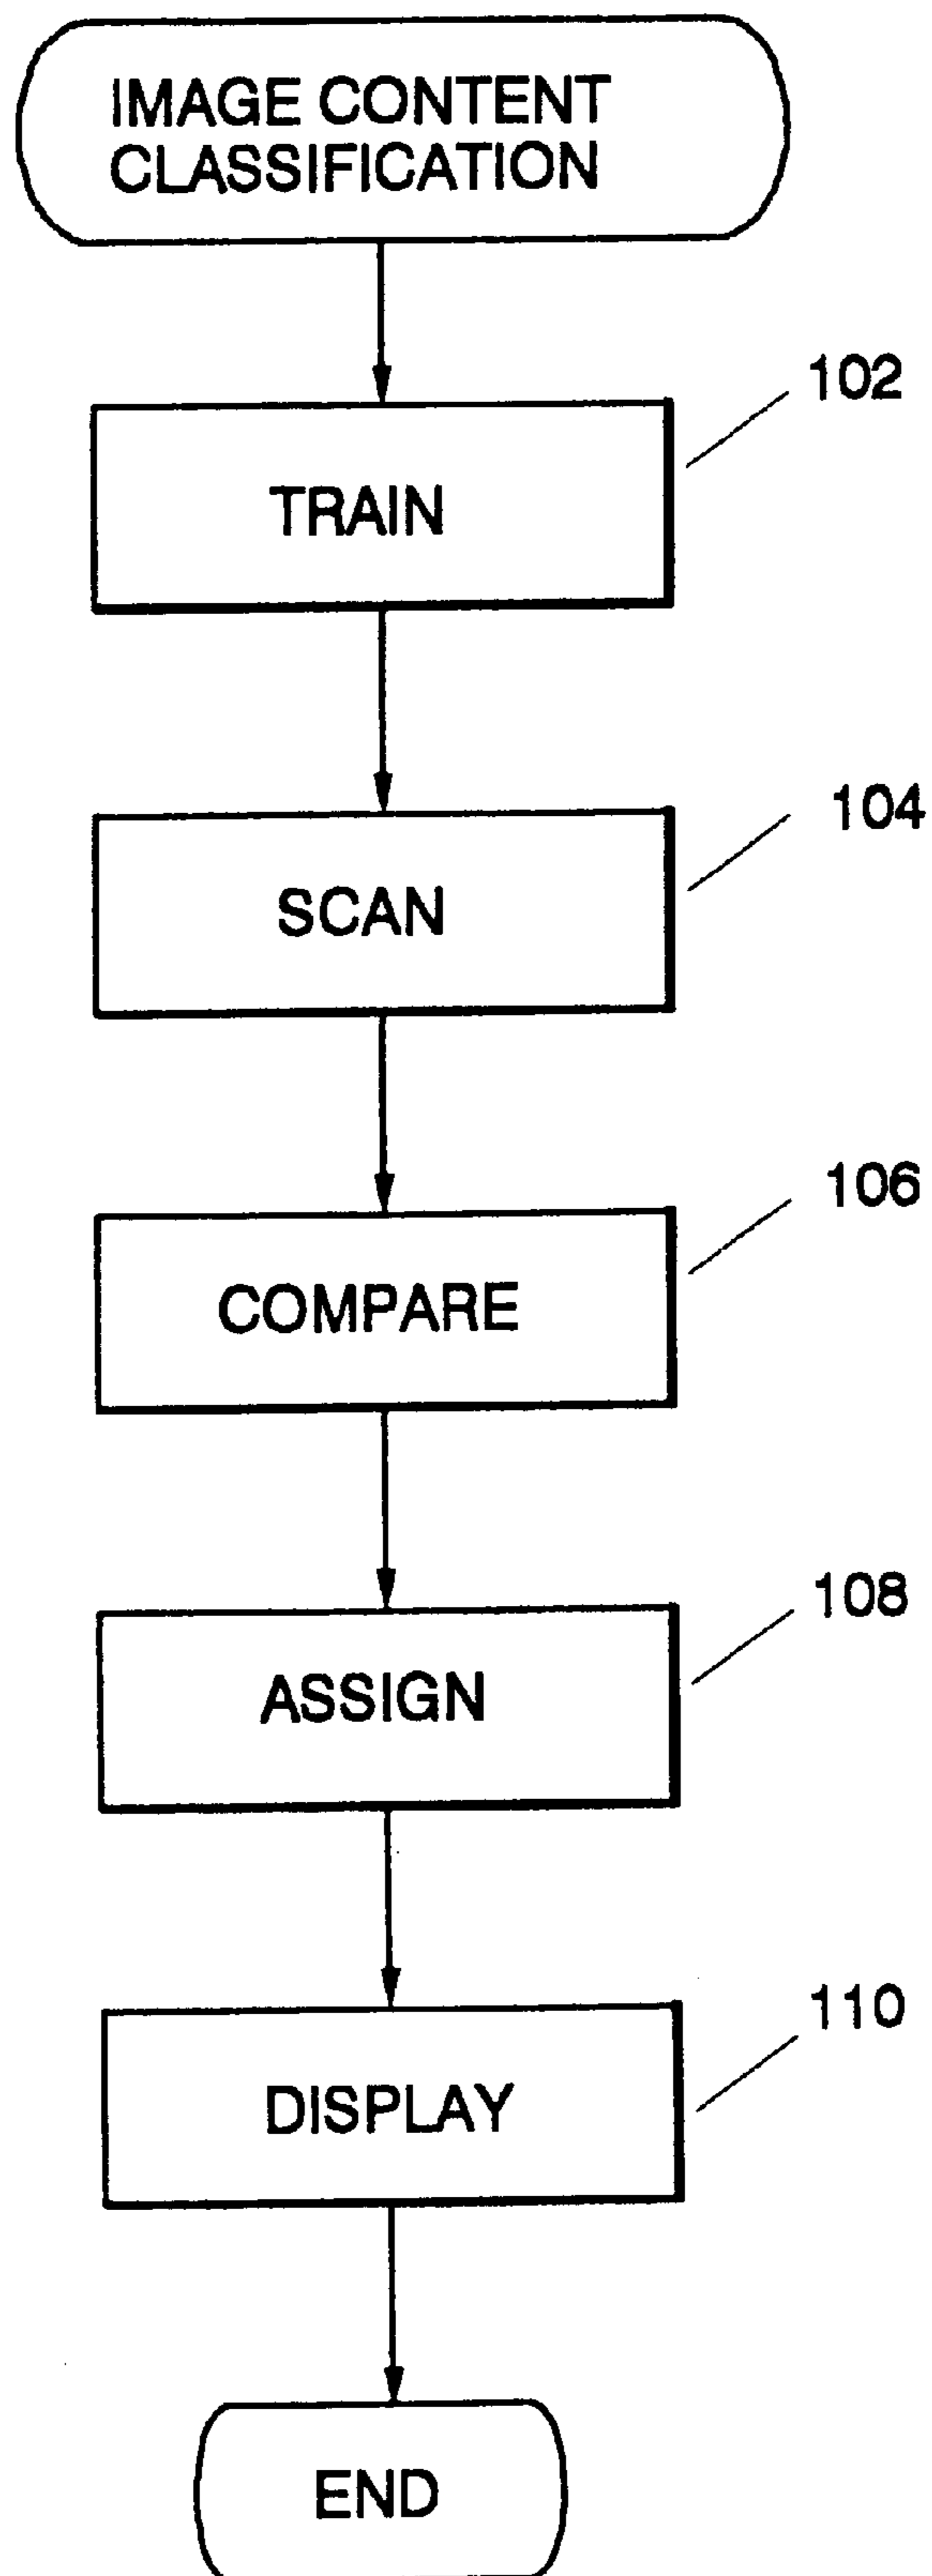 IMAGE CONTENT
CLASSIFICATION
102
TRAIN
104
SCAN
106
COMPARE
108
ASSIGN
110
DISPLAY
END